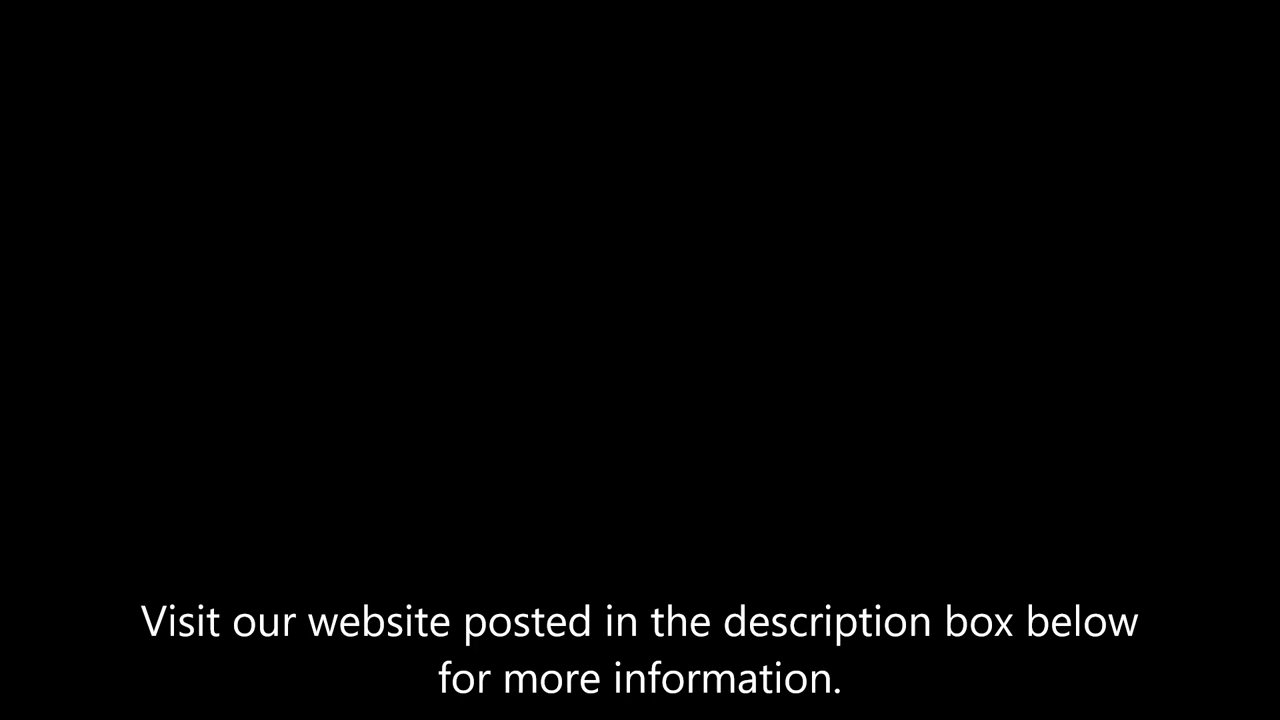 Visit our website posted in the description box below
for more information.